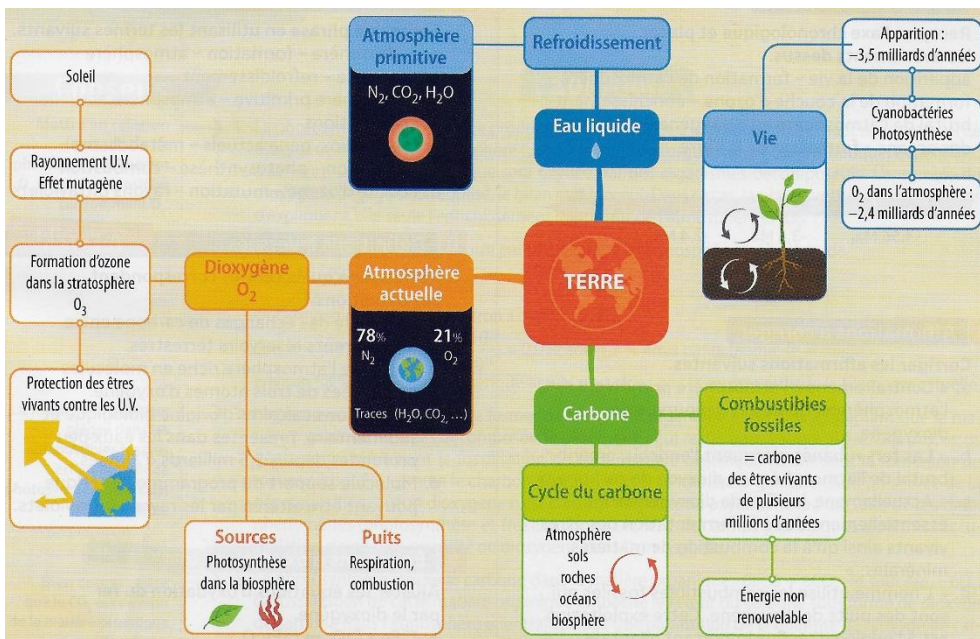 Atmosphère
primitive
N₂, CO₂, H₂O
Refroidissement
Eau liquide
Vie
Apparition :
–3,5 milliards d'années
Cyanobactéries
Photosynthèse
O₂ dans l'atmosphère :
–2,4 milliards d'années
Soleil
Rayonnement U.V.
Effet mutagène
Formation d'ozone
dans la stratosphère
O₃
Protection des êtres
vivants contre les U.V.
Dioxygène
O₂
Atmosphère
actuelle
78% 21%
N₂ O₂
Traces (H₂O, CO₂, ...)
TERRE
Sources
Photosynthèse
dans la biosphère
Puits
Respiration,
combustion
Carbone
Cycle du carbone
Atmosphère
sols
roches
océans
biosphère
Combustibles
fossiles
= carbone
des êtres vivants
de plusieurs
millions d'années
Énergie non
renouvelable